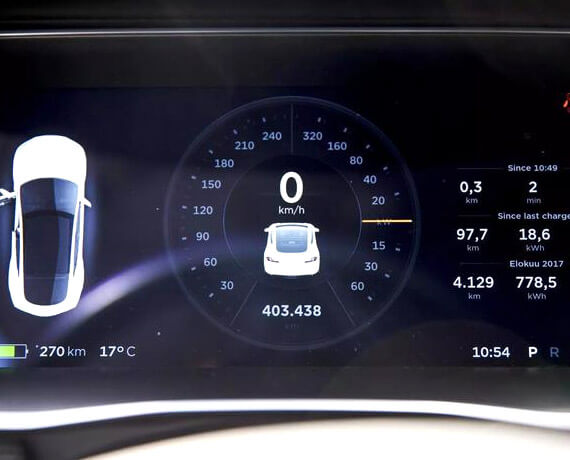 240 320
210 160
180 80
150 40
120 20
90 kW
60 15
30 30
60
0
km/h
403.438
km
Since 10:49
0,3 2
km min
Since last charge
97,7 18,6
km kWh
Elokuu 2017
4.129 778,5
km kWh
270 km 17°C
10:54 P R